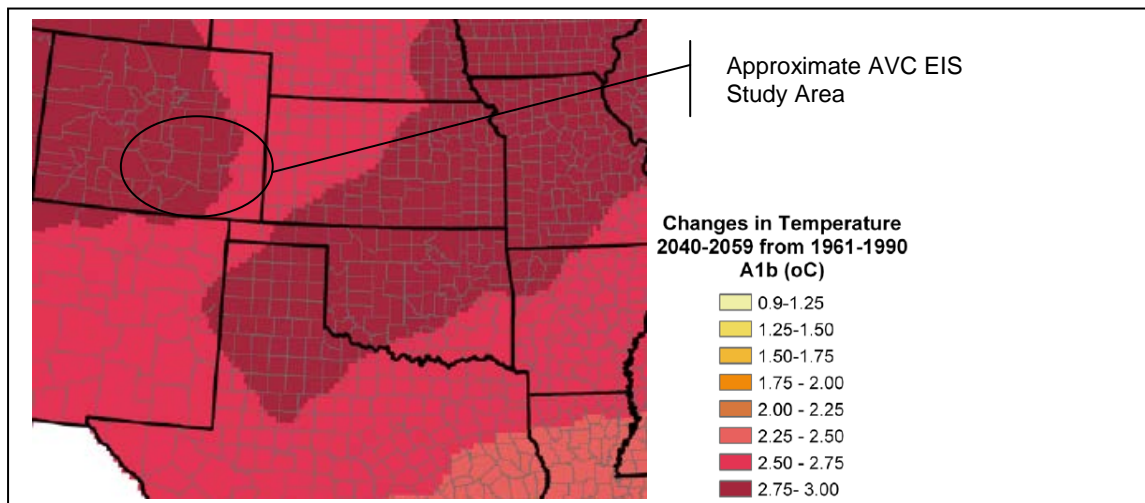 Approximate AVC EIS
Study Area
Changes in Temperature
2040-2059 from 1961-1990
A1b (oC)
0.9-1.25
1.25-1.50
1.50-1.75
1.75 - 2.00
2.00 - 2.25
2.25 - 2.50
2.50 - 2.75
2.75- 3.00